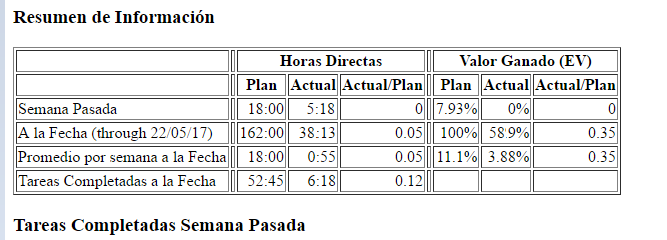 Resumen de Información
Horas Directas Valor Ganado (EV)
Plan Actual Actual/Plan Plan Actual Actual/Plan
Semana Pasada 18:00 5:18 0 7.93% 0% 0
A la Fecha (through 22/05/17) 162:00 38:13 0.05 100% 58.9% 0.35
Promedio por semana a la Fecha 18:00 0:55 0.05 11.1% 3.88% 0.35
Tareas Completadas a la Fecha 52:45 6:18 0.12
Tareas Completadas Semana Pasada